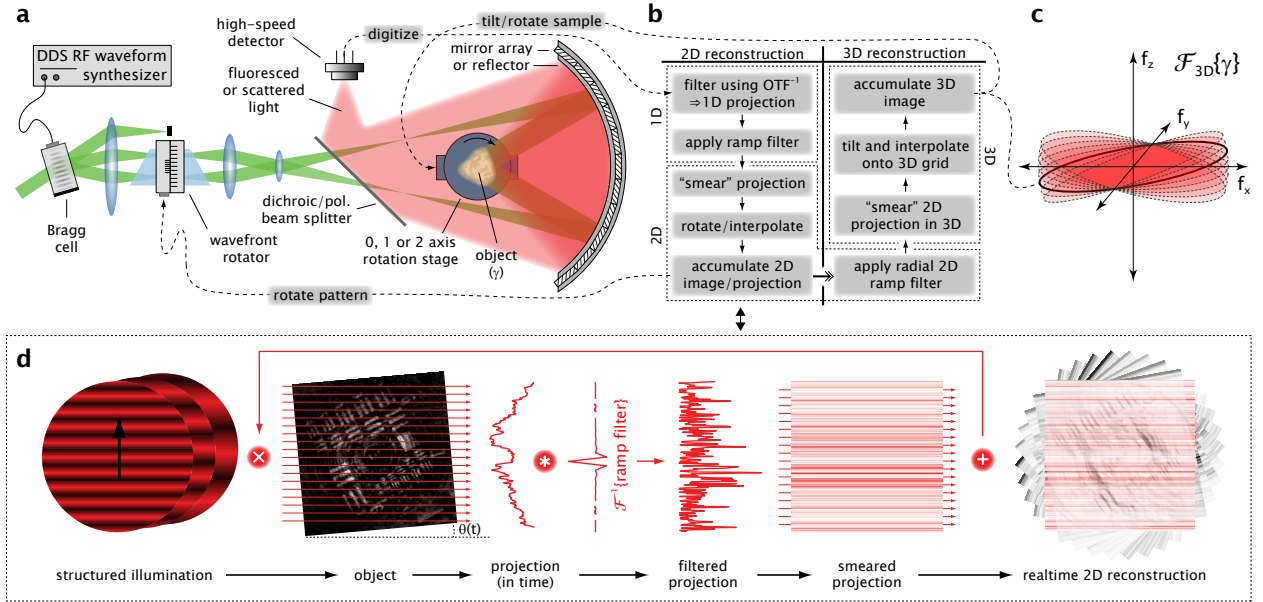 a
DDS RF waveform
synthesizer
high-speed
detector
digitize
tilt/rotate sample
mirror array
or reflector
fluoresced
or scattered
light
Bragg
cell
wavefront
rotator
dichroic/pol.
beam splitter
0, 1 or 2 axis
rotation stage
object
(γ)
rotate pattern
b
2D reconstruction
3D reconstruction
1D
2D
3D
filter using OTF⁻¹
⇒1D projection
apply ramp filter
“smear” projection
rotate/interpolate
accumulate 2D
image/projection
accumulate 3D
image
tilt and interpolate
onto 3D grid
“smear” 2D
projection in 3D
apply radial 2D
ramp filter
c
f_z
ℱ_3D{γ}
f_y
f_x
d
×
θ(t)
*
ℱ⁻¹{ramp filter}
+
structured illumination
object
projection
(in time)
filtered
projection
smeared
projection
realtime 2D reconstruction